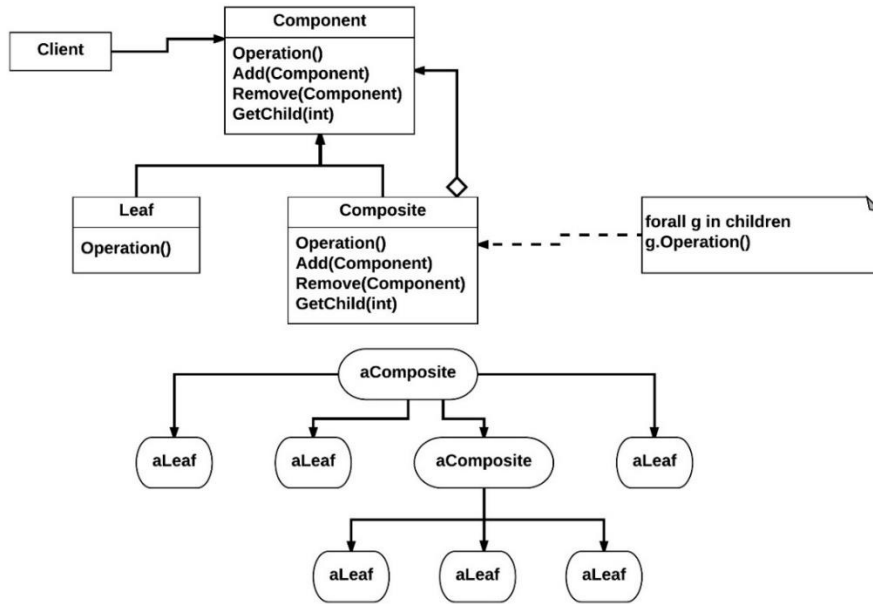 Component
Client
Operation()
Add(Component)
Remove(Component)
GetChild(int)
Leaf
Operation()
Composite
Operation()
Add(Component)
Remove(Component)
GetChild(int)
forall g in children
g.Operation()
aComposite
aLeaf
aLeaf
aComposite
aLeaf
aLeaf
aLeaf
aLeaf